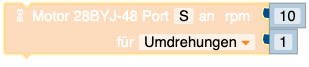 Motor 28BYJ-48 Port S an rpm 10
für Umdrehungen 1